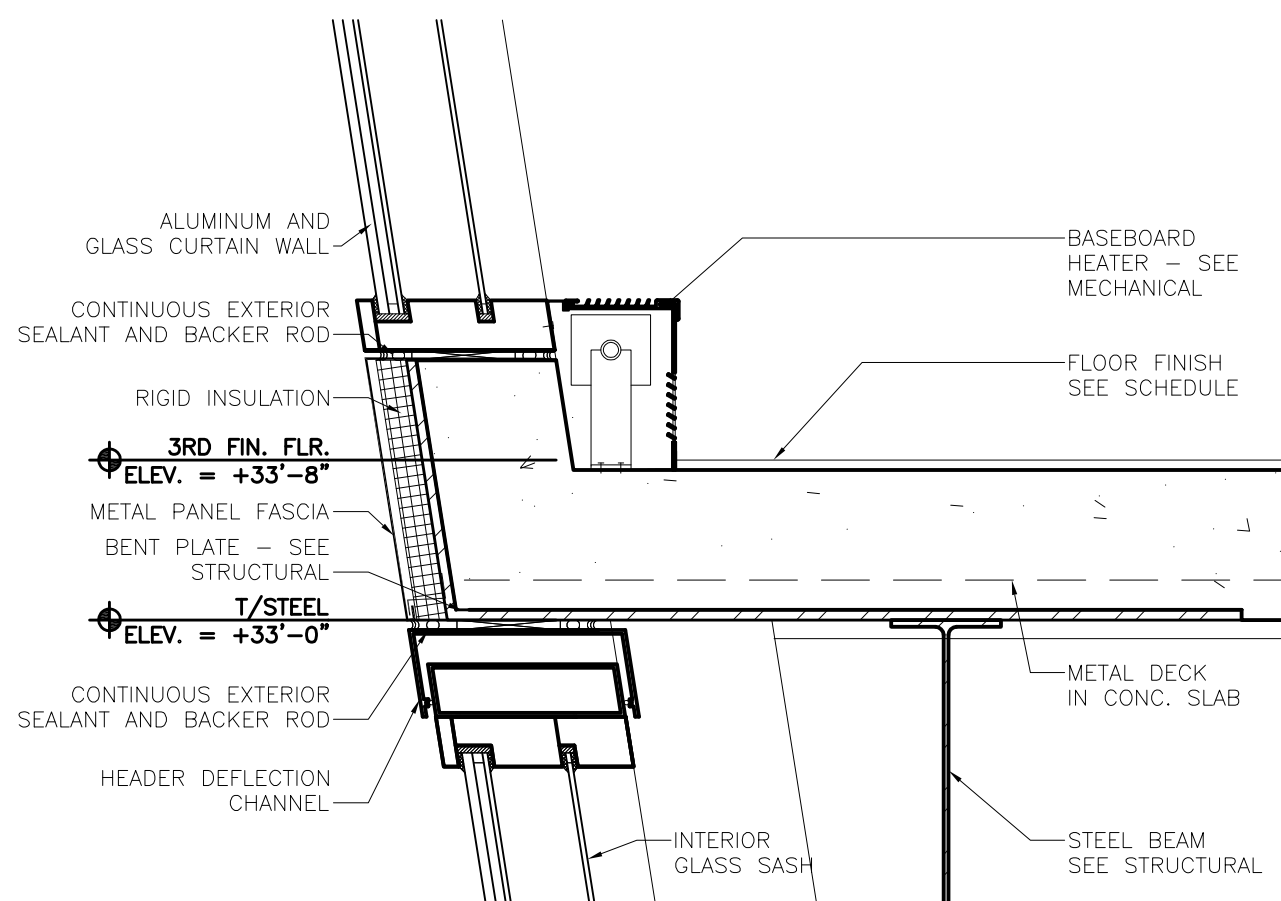 ALUMINUM AND
GLASS CURTAIN WALL
CONTINUOUS EXTERIOR
SEALANT AND BACKER ROD
RIGID INSULATION
3RD FIN. FLR.
ELEV. = +33'-8"
METAL PANEL FASCIA
BENT PLATE – SEE
STRUCTURAL
T/STEEL
ELEV. = +33'-0"
CONTINUOUS EXTERIOR
SEALANT AND BACKER ROD
HEADER DEFLECTION
CHANNEL
BASEBOARD
HEATER – SEE
MECHANICAL
FLOOR FINISH
SEE SCHEDULE
METAL DECK
IN CONC. SLAB
INTERIOR
GLASS SASH
STEEL BEAM
SEE STRUCTURAL